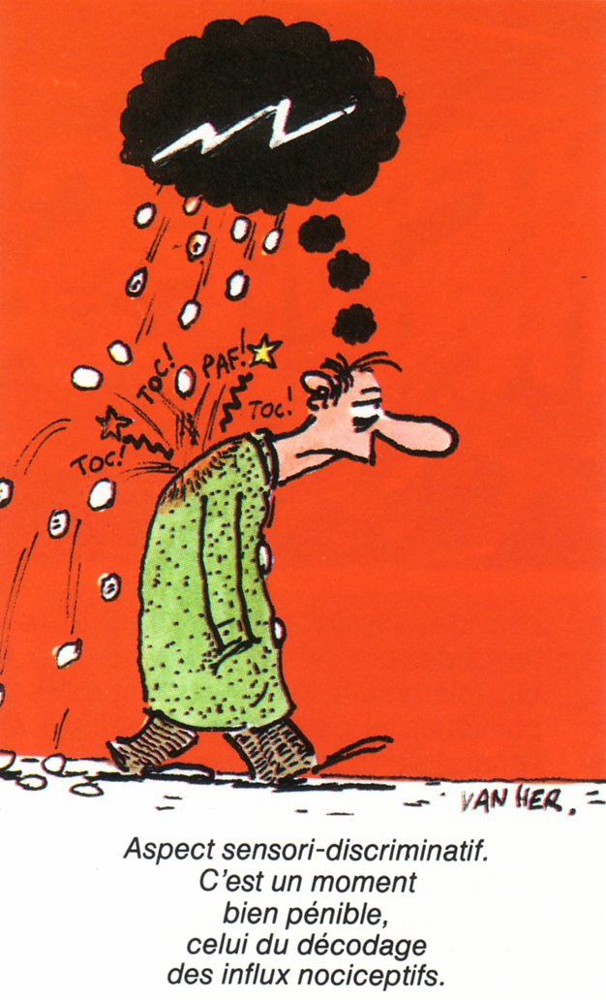 TOC!
PAF!
TOC!
TOC!
VAN HER.
Aspect sensori-discriminatif.
C'est un moment
bien pénible,
celui du décodage
des influx nociceptifs.